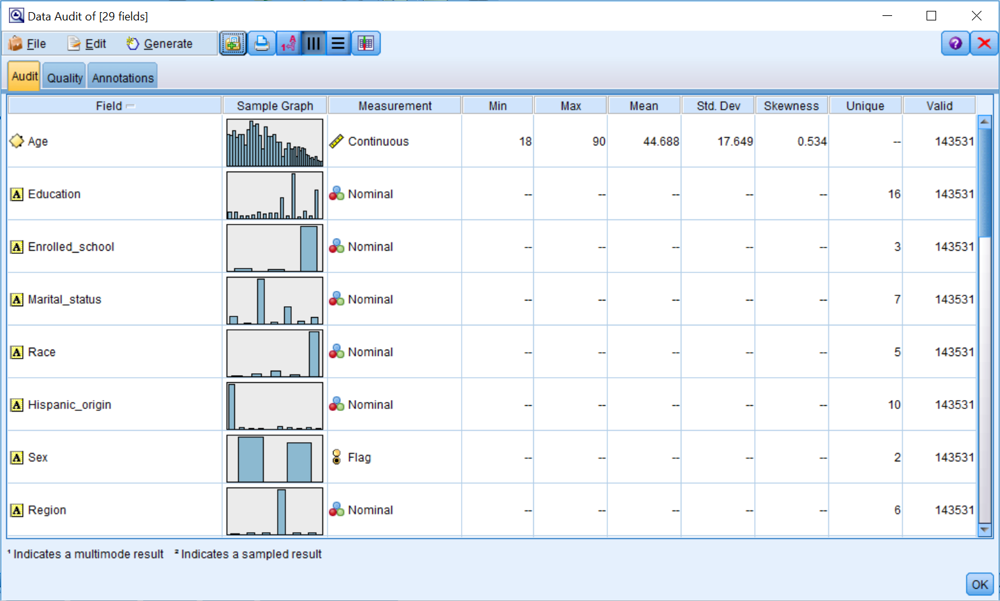 Data Audit of [29 fields]
File Edit Generate
Audit Quality Annotations
Field Sample Graph Measurement Min Max Mean Std. Dev Skewness Unique Valid
Age Continuous 18 90 44.688 17.649 0.534 -- 143531
A Education Nominal -- -- -- -- -- 16 143531
A Enrolled_school Nominal -- -- -- -- -- 3 143531
A Marital_status Nominal -- -- -- -- -- 7 143531
A Race Nominal -- -- -- -- -- 5 143531
A Hispanic_origin Nominal -- -- -- -- -- 10 143531
A Sex Flag -- -- -- -- -- 2 143531
A Region Nominal -- -- -- -- -- 6 143531
¹ Indicates a multimode result ² Indicates a sampled result
OK